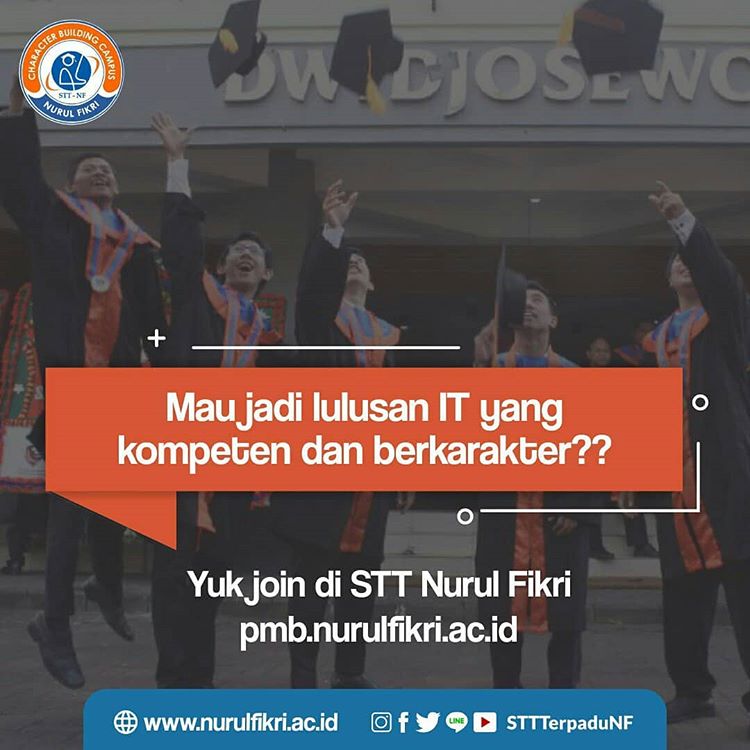 CHARACTER BUILDING CAMPUS
STT - NF
NURUL FIKRI
Mau jadi lulusan IT yang
kompeten dan berkarakter??
Yuk join di STT Nurul Fikri
pmb.nurulfikri.ac.id
www.nurulfikri.ac.id
LINE
STTTerpaduNF